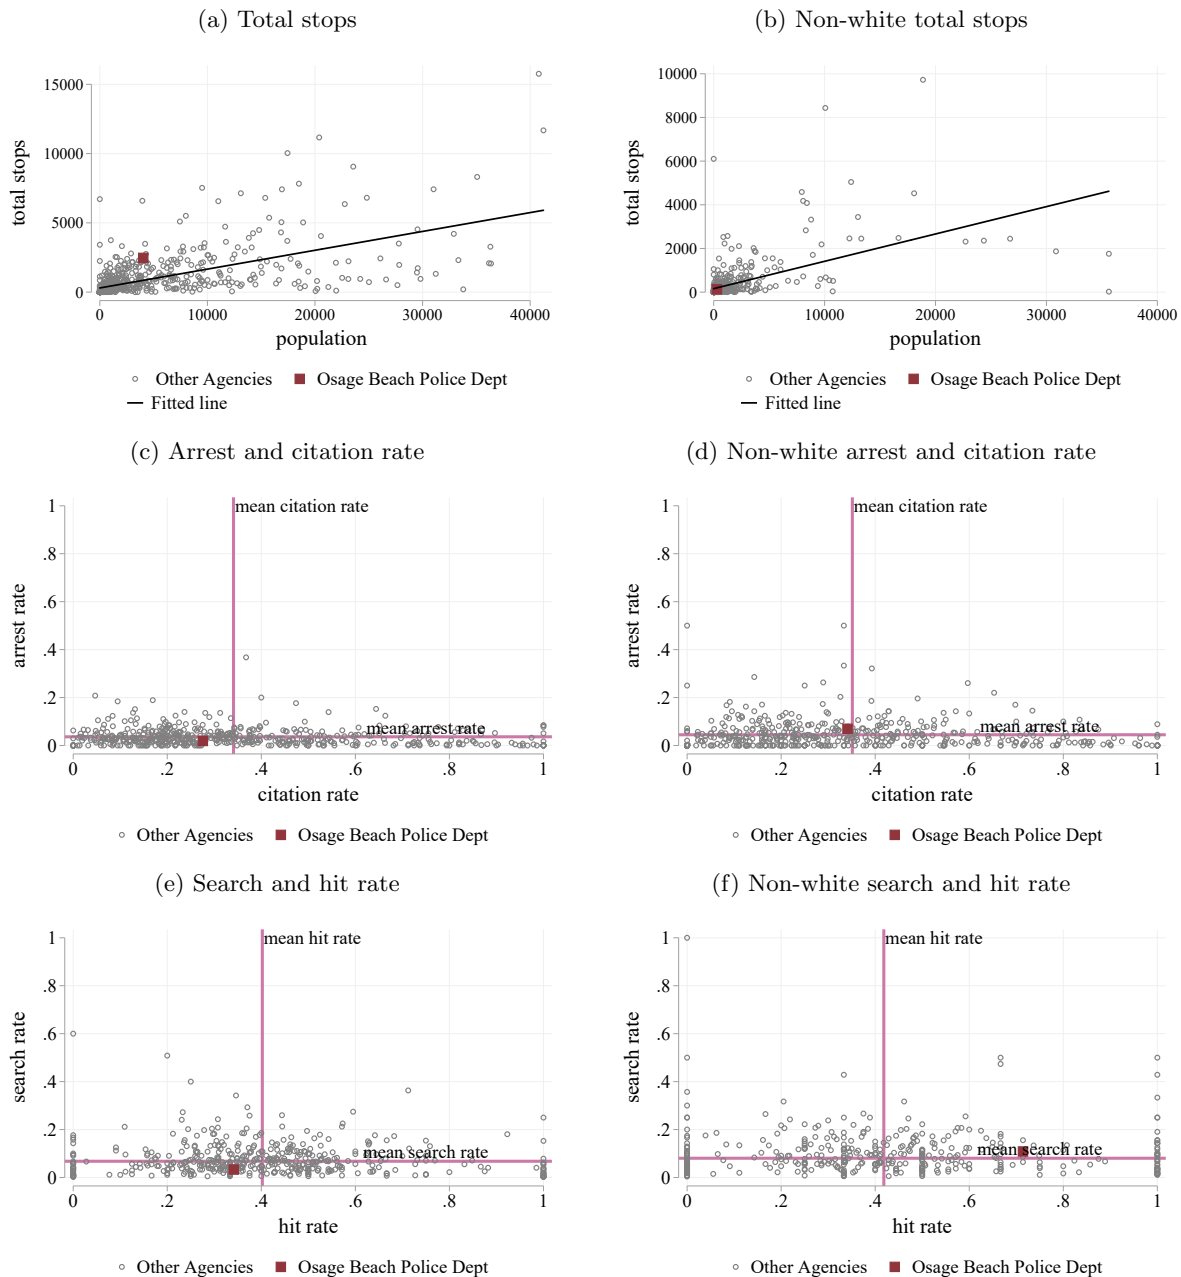 (a) Total stops
(b) Non-white total stops
total stops
15000
10000
5000
0
0
10000
20000
30000
40000
population
Other Agencies
Osage Beach Police Dept
Fitted line
total stops
10000
8000
6000
4000
2000
0
0
10000
20000
30000
40000
population
Other Agencies
Osage Beach Police Dept
Fitted line
(c) Arrest and citation rate
(d) Non-white arrest and citation rate
arrest rate
1
.8
.6
.4
.2
0
mean citation rate
mean arrest rate
0
.2
.4
.6
.8
1
citation rate
Other Agencies
Osage Beach Police Dept
arrest rate
1
.8
.6
.4
.2
0
mean citation rate
mean arrest rate
0
.2
.4
.6
.8
1
citation rate
Other Agencies
Osage Beach Police Dept
(e) Search and hit rate
(f) Non-white search and hit rate
search rate
1
.8
.6
.4
.2
0
mean hit rate
mean search rate
0
.2
.4
.6
.8
1
hit rate
Other Agencies
Osage Beach Police Dept
search rate
1
.8
.6
.4
.2
0
mean hit rate
mean search rate
0
.2
.4
.6
.8
1
hit rate
Other Agencies
Osage Beach Police Dept